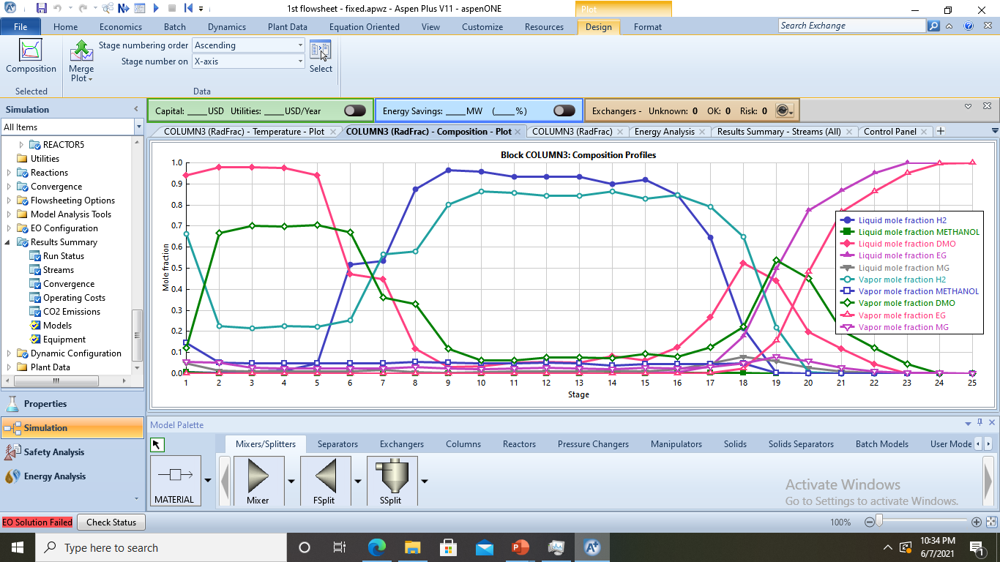 1st flowsheet - fixed.apwz - Aspen Plus V11 - aspenONE
Plot
File Home Economics Batch Dynamics Plant Data Equation Oriented View Customize Resources Design Format Search Exchange
Composition
Selected
Merge Plot
Stage numbering order Ascending
Stage number on X-axis
Select
Data
Simulation
All Items
REACTOR5
Utilities
Reactions
Convergence
Flowsheeting Options
Model Analysis Tools
EO Configuration
Results Summary
Run Status
Streams
Convergence
Operating Costs
CO2 Emissions
Models
Equipment
Dynamic Configuration
Plant Data
Properties
Simulation
Safety Analysis
Energy Analysis
Capital: ____USD Utilities: ____USD/Year
Energy Savings: ____MW (____%)
Exchangers - Unknown: 0 OK: 0 Risk: 0
COLUMN3 (RadFrac) - Temperature - Plot COLUMN3 (RadFrac) - Composition - Plot COLUMN3 (RadFrac) Energy Analysis Results Summary - Streams (All) Control Panel
Block COLUMN3: Composition Profiles
Mole fraction
1.0
0.9
0.8
0.7
0.6
0.5
0.4
0.3
0.2
0.1
0.0
1 2 3 4 5 6 7 8 9 10 11 12 13 14 15 16 17 18 19 20 21 22 23 24 25
Stage
Liquid mole fraction H2
Liquid mole fraction METHANOL
Liquid mole fraction DMO
Liquid mole fraction EG
Liquid mole fraction MG
Vapor mole fraction H2
Vapor mole fraction METHANOL
Vapor mole fraction DMO
Vapor mole fraction EG
Vapor mole fraction MG
Model Palette
Mixers/Splitters Separators Exchangers Columns Reactors Pressure Changers Manipulators Solids Solids Separators Batch Models User Mode
MATERIAL
Mixer
FSplit
SSplit
Activate Windows
Go to Settings to activate Windows.
EO Solution Failed Check Status
100%
Type here to search
10:34 PM
6/7/2021
1